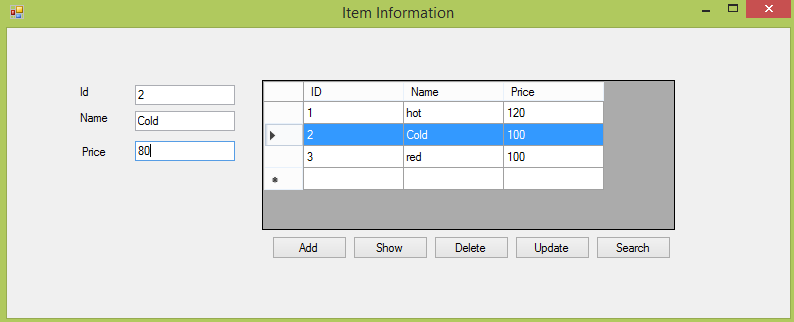 Item Information
Id 2
Name Cold
Price 80
ID Name Price
1 hot 120
2 Cold 100
3 red 100
*
Add Show Delete Update Search